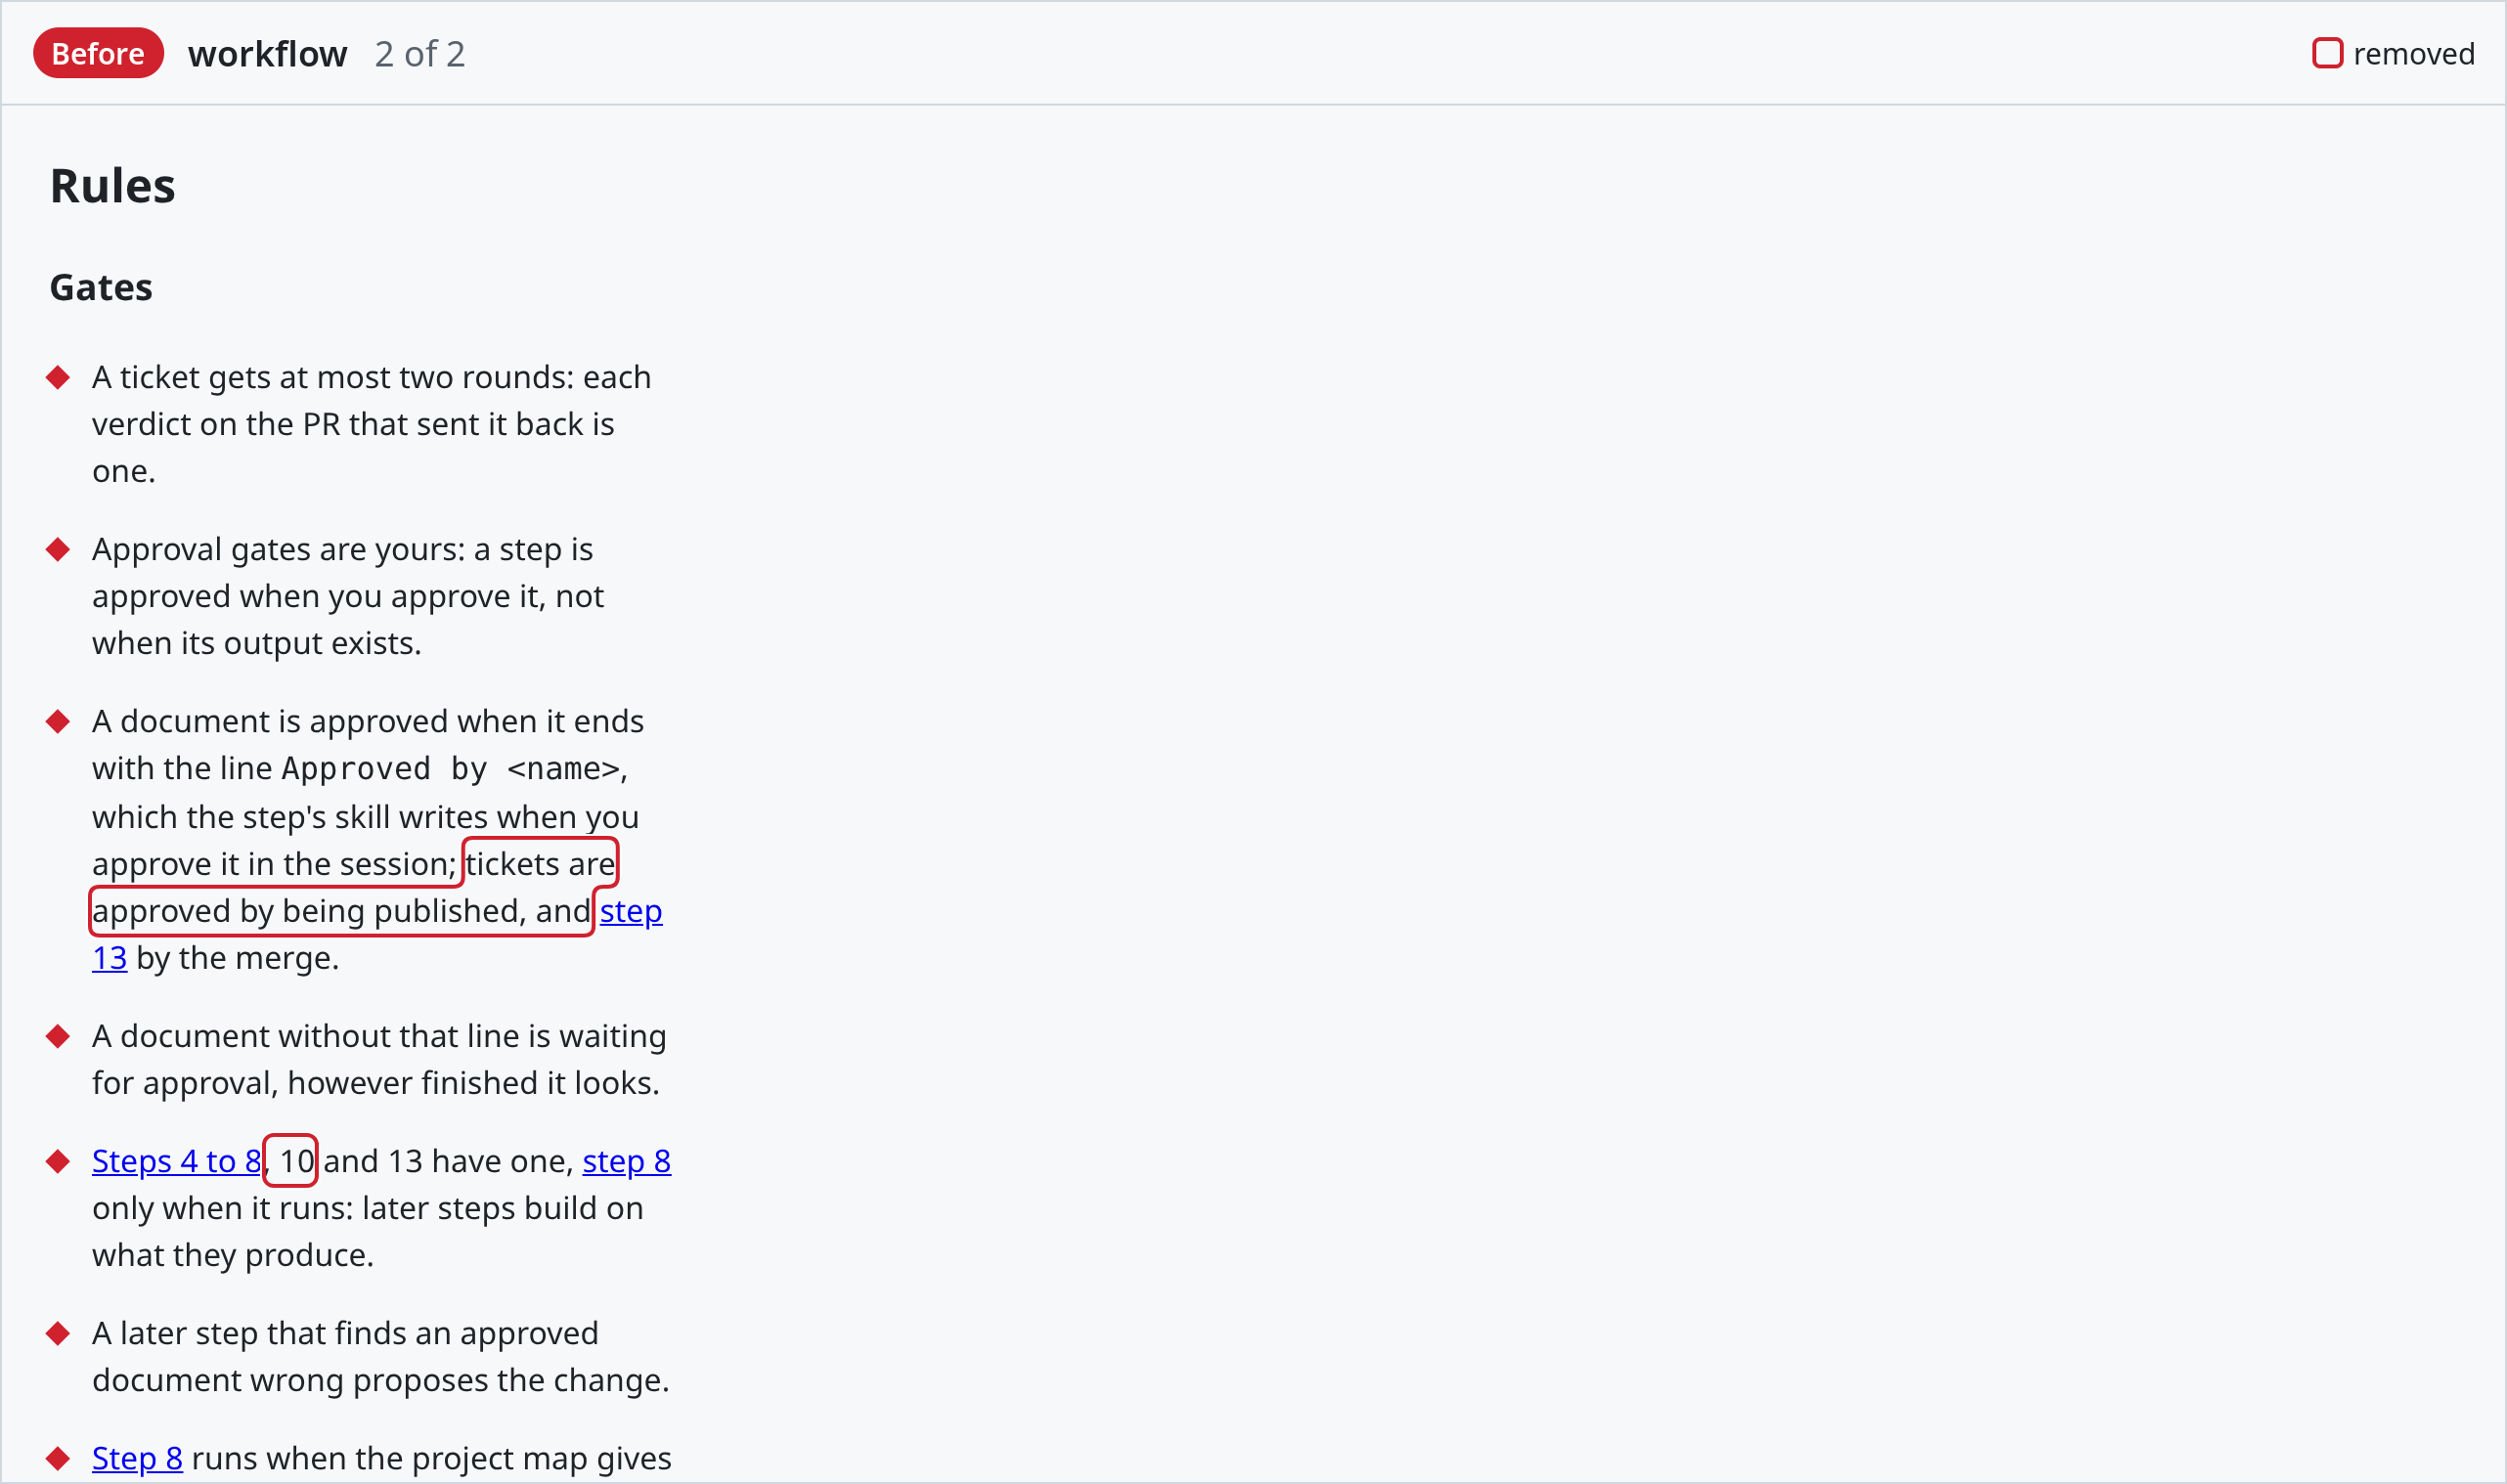 Before workflow 2 of 2 removed
Rules
Gates
A ticket gets at most two rounds: each
verdict on the PR that sent it back is
one.
Approval gates are yours: a step is
approved when you approve it, not
when its output exists.
A document is approved when it ends
with the line Approved by <name>,
which the step's skill writes when you
approve it in the session; tickets are
approved by being published, and step
13 by the merge.
A document without that line is waiting
for approval, however finished it looks.
Steps 4 to 8, 10 and 13 have one, step 8
only when it runs: later steps build on
what they produce.
A later step that finds an approved
document wrong proposes the change.
Step 8 runs when the project map gives